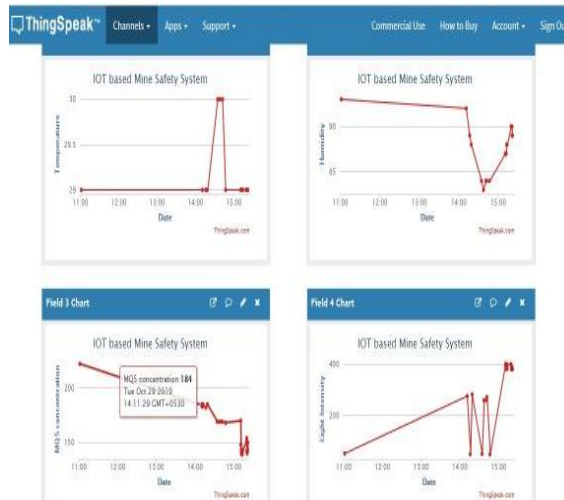 ThingSpeak™ Channels Apps Support Commercial Use How to Buy Account Sign Ou
IOT based Mine Safety System
30
29.5
29
Temperature
11:00 12:00 13:00 14:00 15:00
Date
ThingSpeak.com
IOT based Mine Safety System
90
85
Humidity
11:00 12:00 13:00 14:00 15:00
Date
ThingSpeak.com
Field 3 Chart
IOT based Mine Safety System
200
150
MQ5 concentration
MQ5 concentration 184
Tue Oct 29 2019
14:11:29 GMT+0530
11:00 12:00 13:00 14:00 15:00
Date
ThingSpeak.com
Field 4 Chart
IOT based Mine Safety System
400
200
Light Intensity
11:00 12:00 13:00 14:00 15:00
Date
ThingSpeak.com